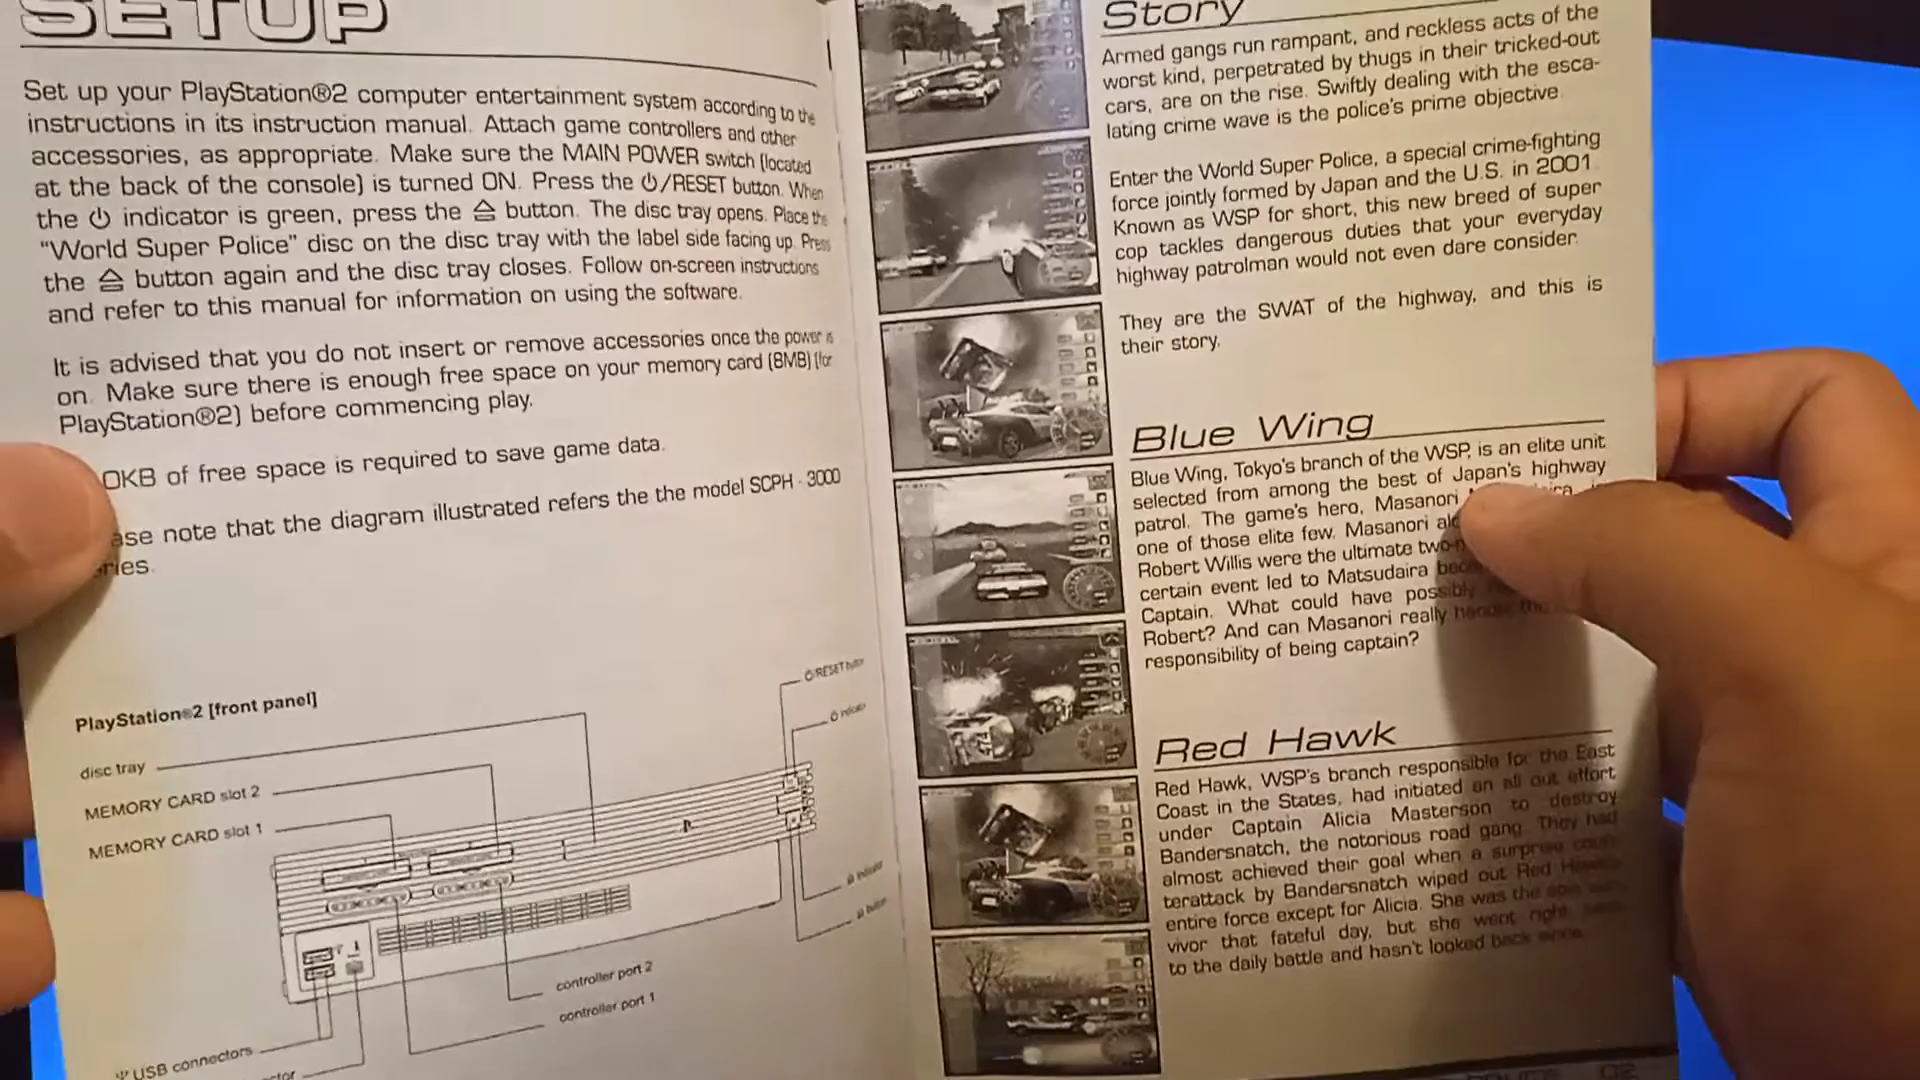 SETUP
Set up your PlayStation®2 computer entertainment system according to the
instructions in its instruction manual. Attach game controllers and other
accessories, as appropriate. Make sure the MAIN POWER switch (located
at the back of the console) is turned ON. Press the ⏻/RESET button. When
the ⏻ indicator is green, press the ⏏ button. The disc tray opens. Place the
“World Super Police” disc on the disc tray with the label side facing up. Press
the ⏏ button again and the disc tray closes. Follow on-screen instructions
and refer to this manual for information on using the software.
It is advised that you do not insert or remove accessories once the power is
on. Make sure there is enough free space on your memory card (8MB) (for
PlayStation®2) before commencing play.
0KB of free space is required to save game data.
ase note that the diagram illustrated refers the the model SCPH - 3000
ries.
PlayStation®2 [front panel]
disc tray
MEMORY CARD slot 2
MEMORY CARD slot 1
⏻/RESET button
⏻ indicator
⏏ indicator
⏏ button
controller port 2
controller port 1
USB connectors
ctor
Story
Armed gangs run rampant, and reckless acts of the
worst kind, perpetrated by thugs in their tricked-out
cars, are on the rise. Swiftly dealing with the esca-
lating crime wave is the police's prime objective.
Enter the World Super Police, a special crime-fighting
force jointly formed by Japan and the U.S. in 2001.
Known as WSP for short, this new breed of super
cop tackles dangerous duties that your everyday
highway patrolman would not even dare consider.
They are the SWAT of the highway, and this is
their story.
Blue Wing
Blue Wing, Tokyo's branch of the WSP, is an elite unit
selected from among the best of Japan's highway
patrol. The game's hero, Masanori is
one of those elite few. Masanori
Robert Willis were the ultimate
certain event led to Matsudaira
Captain. What could have possibly
Robert? And can Masanori really handle the
responsibility of being captain?
Red Hawk
Red Hawk, WSP's branch responsible for the East
Coast in the States, had initiated an all out effort
under Captain Alicia Masterson to destroy
Bandersnatch, the notorious road gang. They had
almost achieved their goal when a surprise coun-
terattack by Bandersnatch wiped out Red Hawk's
entire force except for Alicia. She was the sole sur-
vivor that fateful day, but she went right back
to the daily battle and hasn't looked back since.
02